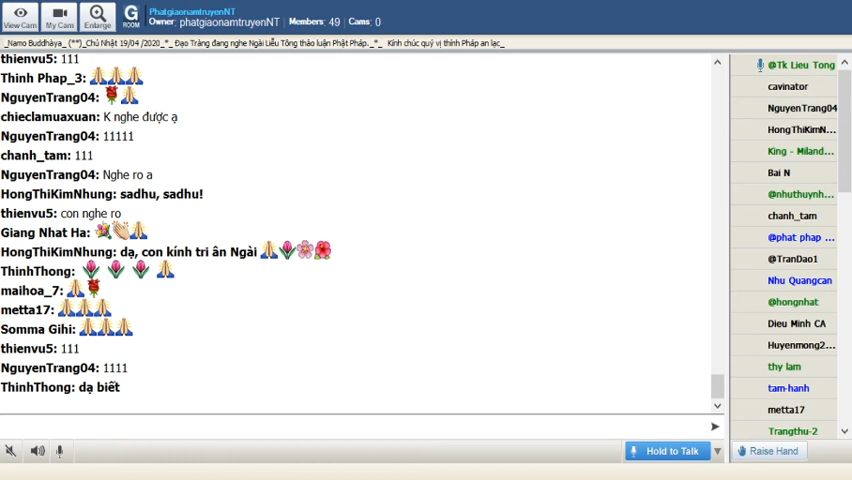 View Cam
My Cam
Enlarge
G
ROOM
PhatgiaonamtruyenNT
Owner: phatgiaonamtruyenNT Members: 49 Cams: 0
_Namo Buddhàya_ (**)_Chủ Nhật 19/04 /2020_*_ Đạo Tràng đang nghe Ngài Liễu Tông thảo luận Phật Pháp._*_ Kính chúc quý vị thính Pháp an lạc_
thienvu5: 111
Thinh Phap_3:
NguyenTrang04:
chieclamuaxuan: K nghe được ạ
NguyenTrang04: 11111
chanh_tam: 111
NguyenTrang04: Nghe ro a
HongThiKimNhung: sadhu, sadhu!
thienvu5: con nghe ro
Giang Nhat Ha:
HongThiKimNhung: dạ, con kính tri ân Ngài
ThinhThong:
maihoa_7:
metta17:
Somma Gihi:
thienvu5: 111
NguyenTrang04: 1111
ThinhThong: dạ biết
@Tk Lieu Tong
cavinator
NguyenTrang04
HongThiKimN...
King - Miland...
Bai N
@nhuthuynh...
chanh_tam
@phat phap ...
@TranDao1
Nhu Quangcan
@hongnhat
Dieu Minh CA
Huyenmong2...
thy lam
tam-hanh
metta17
Trangthu-2
Hold to Talk
Raise Hand